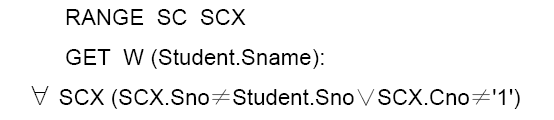 RANGE SC SCX
GET W (Student.Sname):
∀ SCX (SCX.Sno≠Student.Sno∨SCX.Cno≠'1')